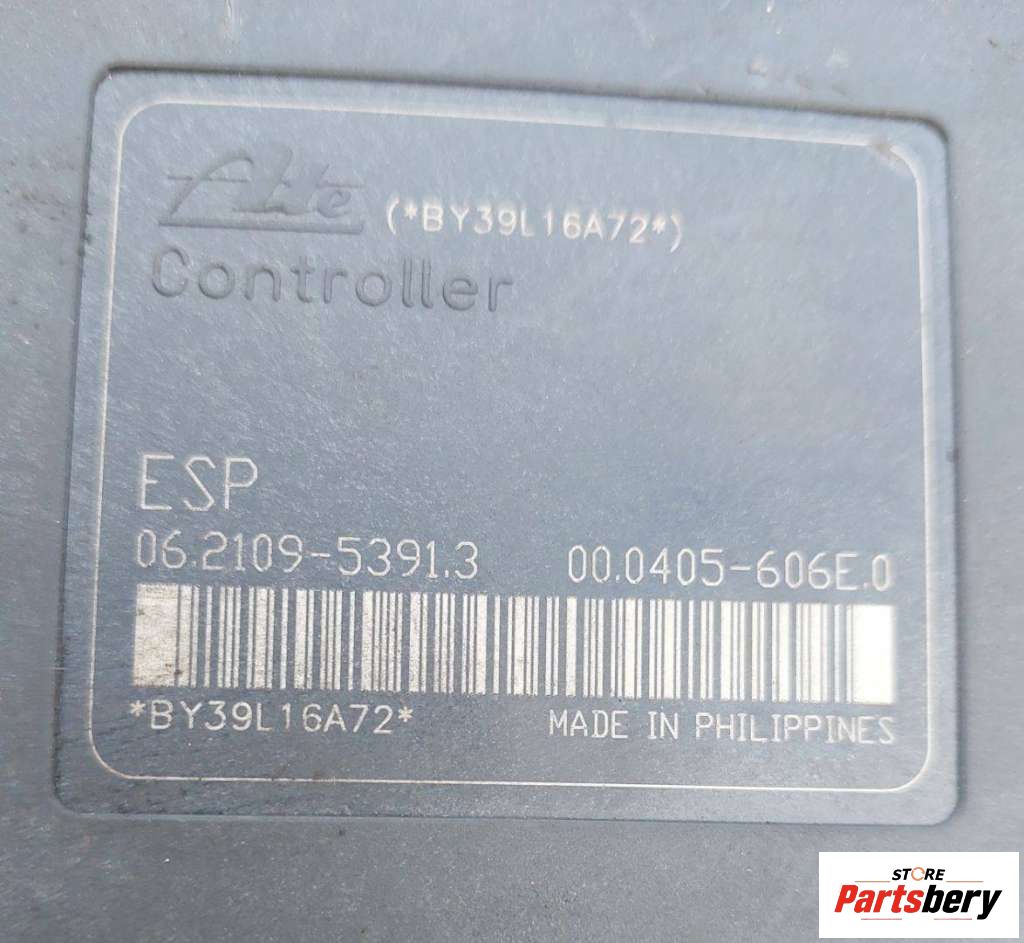 Ate (*BY39L16A72*)
Controller
ESP
06.2109-5391.3 00.0405-606E.0
*BY39L16A72* MADE IN PHILIPPINES
STORE
Partsbery